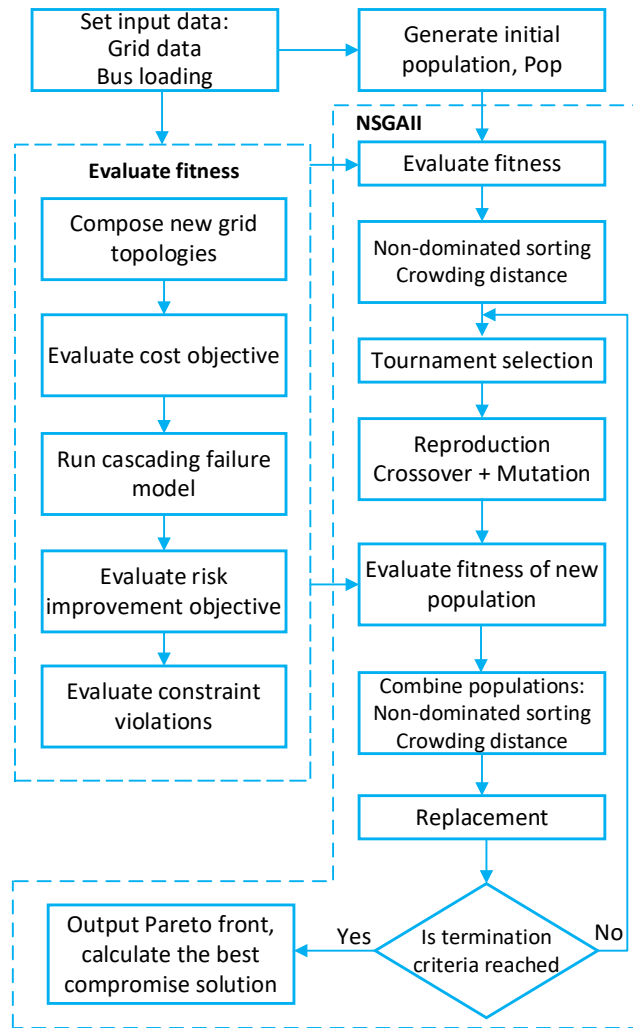 Set input data:
Grid data
Bus loading
Generate initial
population, Pop
NSGAII
Evaluate fitness
Compose new grid
topologies
Evaluate cost objective
Run cascading failure
model
Evaluate risk
improvement objective
Evaluate constraint
violations
Evaluate fitness
Non-dominated sorting
Crowding distance
Tournament selection
Reproduction
Crossover + Mutation
Evaluate fitness of new
population
Combine populations:
Non-dominated sorting
Crowding distance
Replacement
Is termination
criteria reached
No
Yes
Output Pareto front,
calculate the best
compromise solution